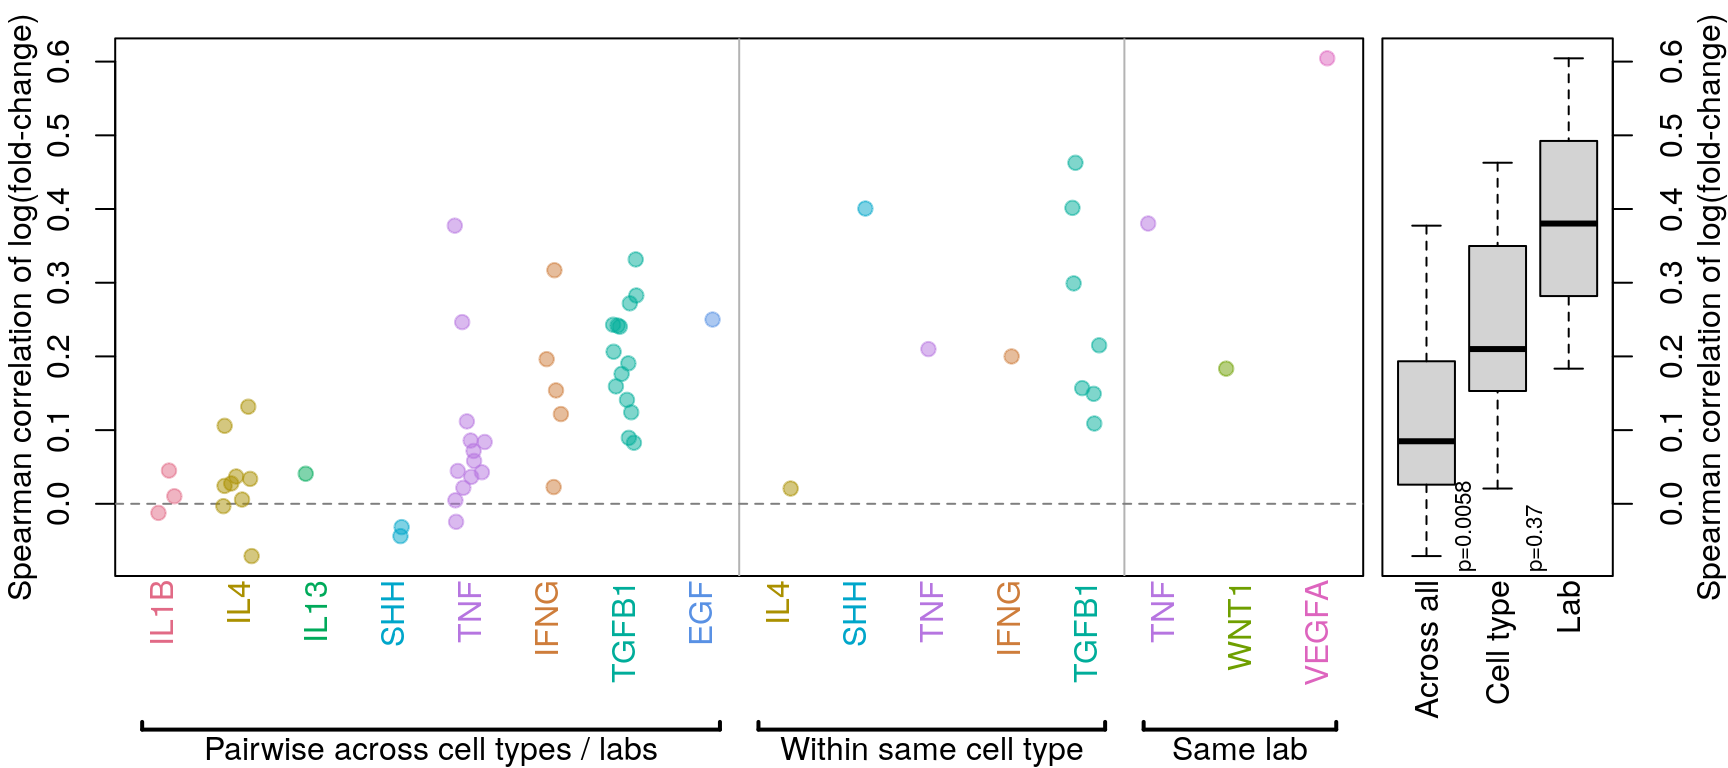 Spearman correlation of log(fold-change)
0.6
0.5
0.4
0.3
0.2
0.1
0.0
IL1B
IL4
IL13
SHH
TNF
IFNG
TGFB1
EGF
IL4
SHH
TNF
IFNG
TGFB1
TNF
WNT1
VEGFA
Pairwise across cell types / labs
Within same cell type
Same lab
p=0.0058
p=0.37
Across all
Cell type
Lab
0.6
0.5
0.4
0.3
0.2
0.1
0.0
Spearman correlation of log(fold-change)